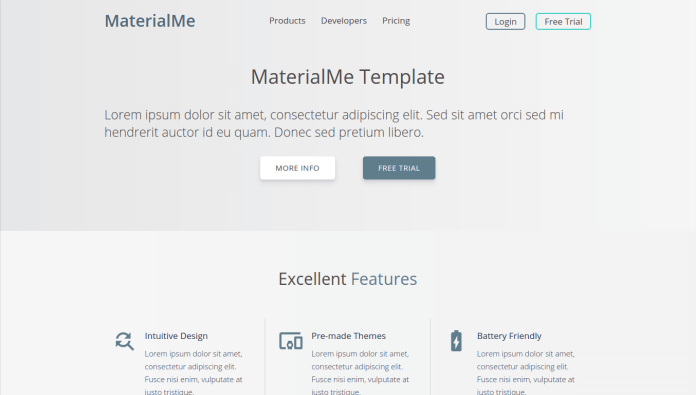 MaterialMe
Products Developers Pricing
Login Free Trial
MaterialMe Template
Lorem ipsum dolor sit amet, consectetur adipiscing elit. Sed sit amet orci sed mi
hendrerit auctor id eu quam. Donec sed pretium libero.
MORE INFO FREE TRIAL
Excellent Features
Intuitive Design
Lorem ipsum dolor sit amet,
consectetur adipiscing elit.
Fusce nisi enim, vulputate at
justo tristique.
Pre-made Themes
Lorem ipsum dolor sit amet,
consectetur adipiscing elit.
Fusce nisi enim, vulputate at
justo tristique.
Battery Friendly
Lorem ipsum dolor sit amet,
consectetur adipiscing elit.
Fusce nisi enim, vulputate at
justo tristique.